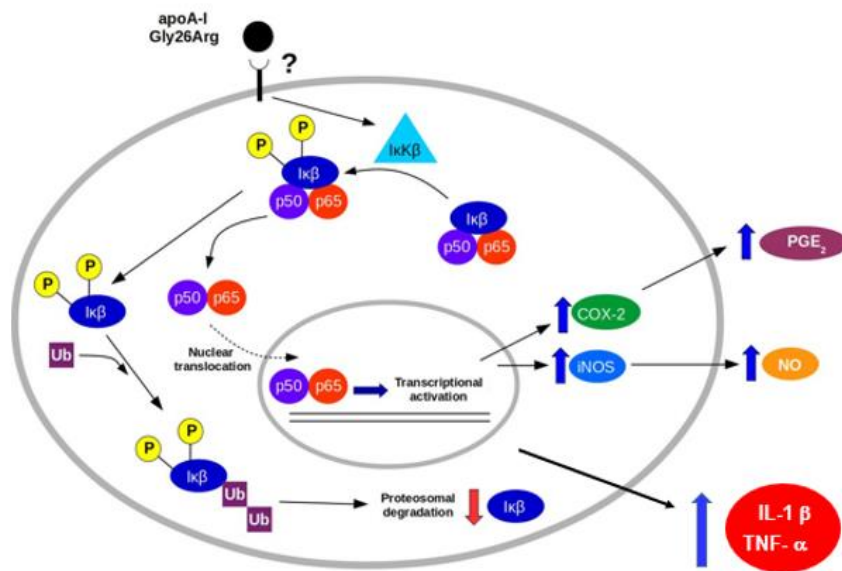 apoA-I
Gly26Arg
?
P
P
IκKβ
Iκβ
p50 p65
Iκβ
p50 p65
PGE2
P
P
Iκβ
p50 p65
COX-2
Ub
Nuclear
translocation
iNOS
NO
p50 p65
Transcriptional
activation
P
P
Iκβ
Ub
Ub
Proteosomal
degradation
Iκβ
IL-1 β
TNF- α